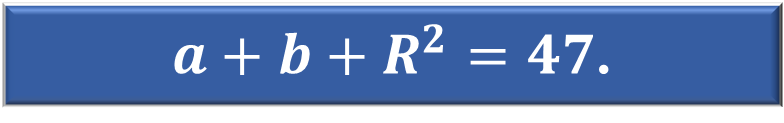 a + b + R² = 47.